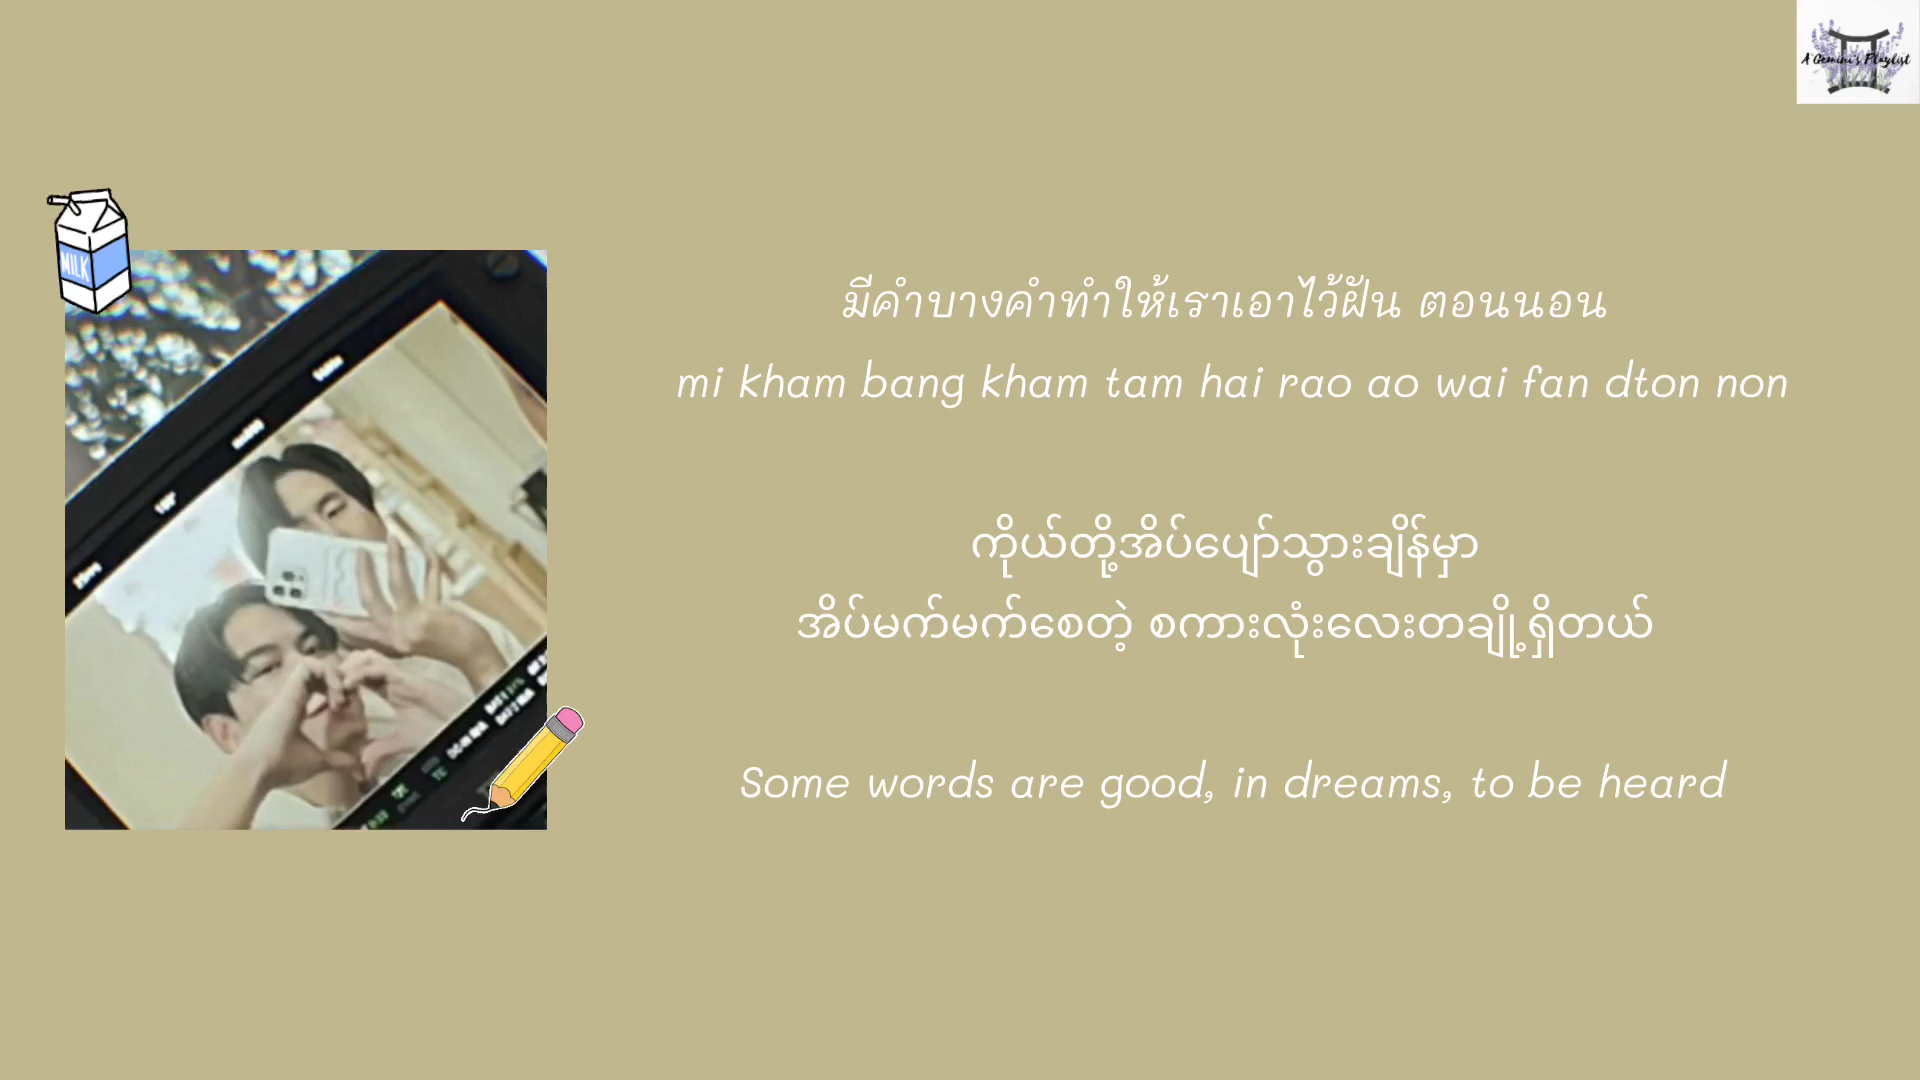 A Gemini's Playlist
MILK
มีคำบางคำทำให้เราเอาไว้ฝัน ตอนนอน
mi kham bang kham tam hai rao ao wai fan dton non
ကိုယ်တို့အိပ်ပျော်သွားချိန်မှာ
အိပ်မက်မက်စေတဲ့ စကားလုံးလေးတချို့ရှိတယ်
Some words are good, in dreams, to be heard